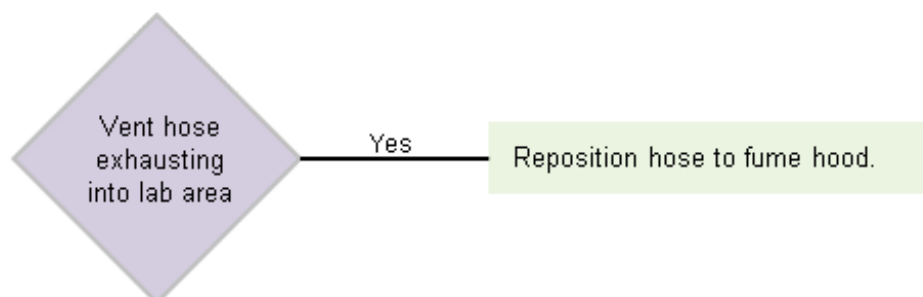 Vent hose
exhausting
into lab area
Yes
Reposition hose to fume hood.